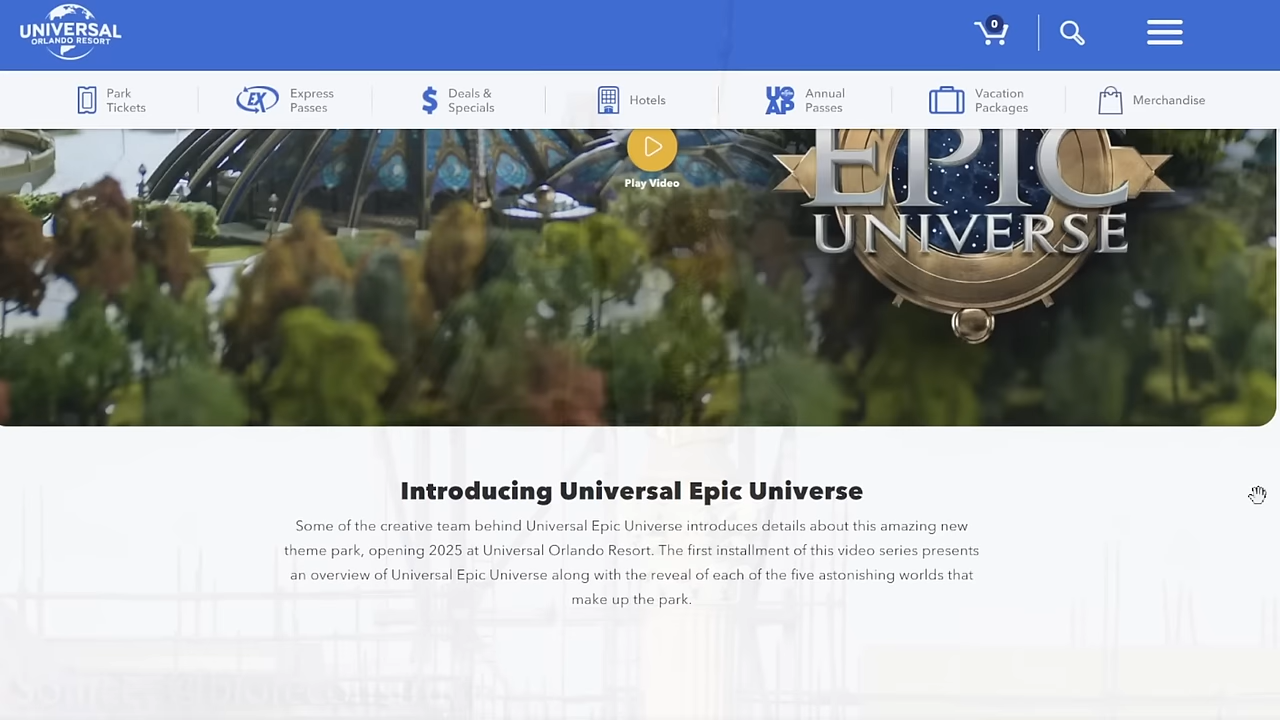 UNIVERSAL
ORLANDO RESORT
0
Park
Tickets
EX
Express
Passes
$
Deals &
Specials
Hotels
UO
AP
Annual
Passes
Vacation
Packages
Merchandise
Play Video
EPIC
UNIVERSE
Introducing Universal Epic Universe
Some of the creative team behind Universal Epic Universe introduces details about this amazing new
theme park, opening 2025 at Universal Orlando Resort. The first installment of this video series presents
an overview of Universal Epic Universe along with the reveal of each of the five astonishing worlds that
make up the park.